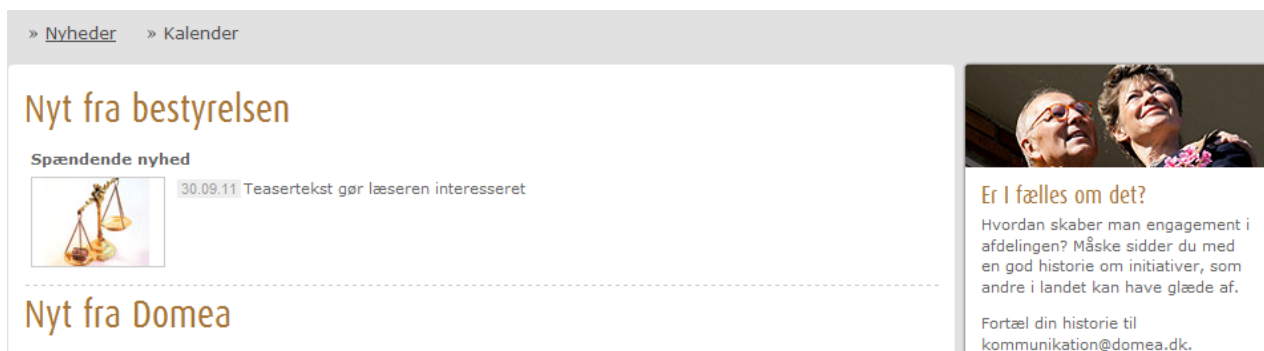 » Nyheder » Kalender
Nyt fra bestyrelsen
Spændende nyhed
30.09.11 Teasertekst gør læseren interesseret
Nyt fra Domea
Er I fælles om det?
Hvordan skaber man engagement i
afdelingen? Måske sidder du med
en god historie om initiativer, som
andre i landet kan have glæde af.
Fortæl din historie til
kommunikation@domea.dk.